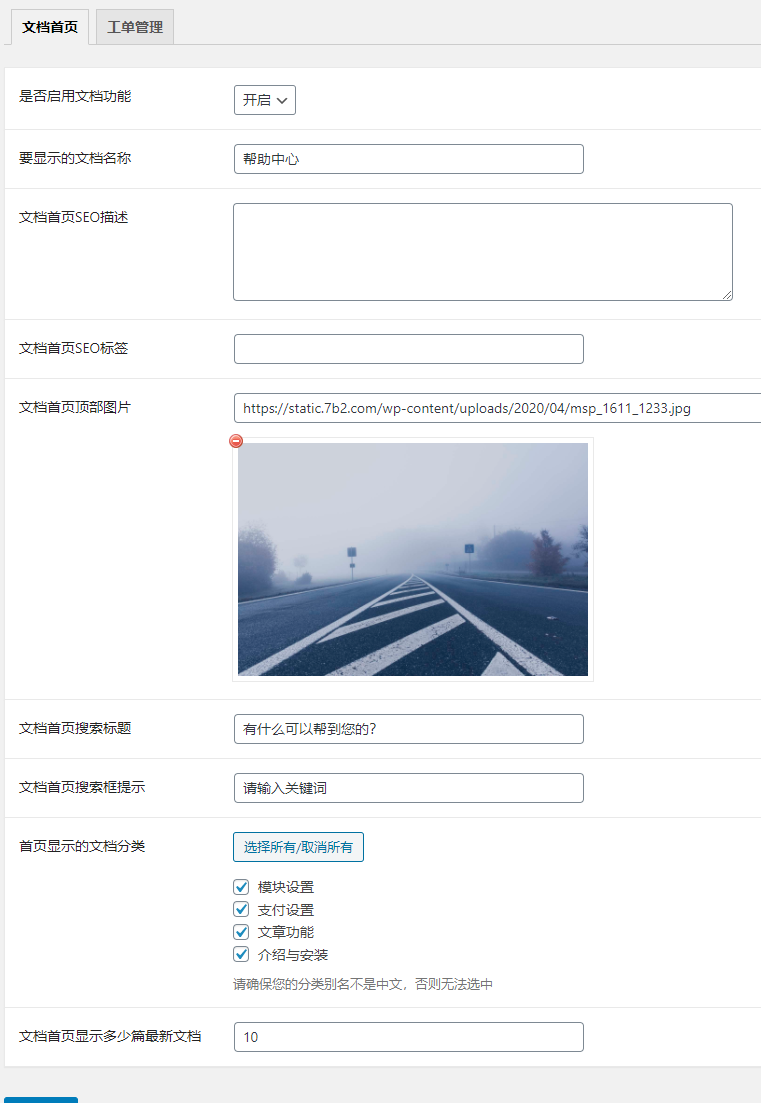 文档首页
工单管理
是否启用文档功能
开启
要显示的文档名称
帮助中心
文档首页SEO描述
文档首页SEO标签
文档首页顶部图片
https://static.7b2.com/wp-content/uploads/2020/04/msp_1611_1233.jpg
文档首页搜索标题
有什么可以帮到您的?
文档首页搜索框提示
请输入关键词
首页显示的文档分类
选择所有/取消所有
模块设置
支付设置
文章功能
介绍与安装
请确保您的分类别名不是中文，否则无法选中
文档首页显示多少篇最新文档
10